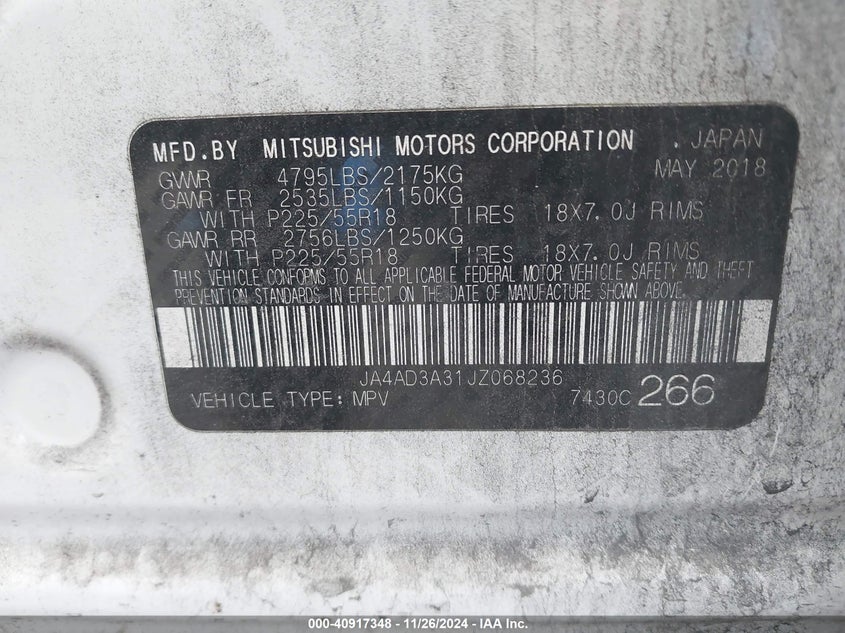 MFD.BY MITSUBISHI MOTORS CORPORATION . JAPAN
GVWR 4795LBS/2175KG MAY 2018
GAWR FR 2535LBS/1150KG
WITH P225/55R18 TIRES 18X7.0J RIMS
GAWR RR 2756LBS/1250KG
WITH P225/55R18 TIRES 18X7.0J RIMS
THIS VEHICLE CONFORMS TO ALL APPLICABLE FEDERAL MOTOR VEHICLE SAFETY AND THEFT
PREVENTION STANDARDS IN EFFECT ON THE DATE OF MANUFACTURE SHOWN ABOVE.
JA4AD3A31JZ068236
VEHICLE TYPE: MPV 7430C 266
000-40917348 - 11/26/2024 - IAA Inc.